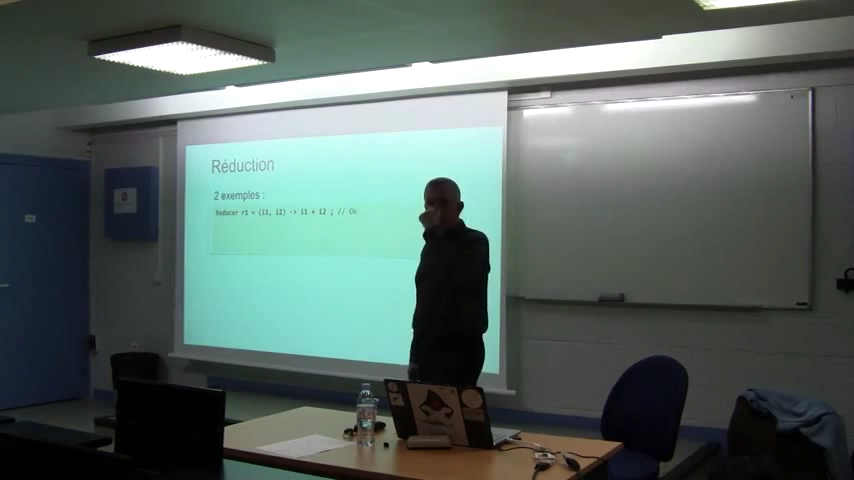 Réduction
2 exemples :
Reducer r1 = (i1, i2) -> i1 + i2 ; // Ok